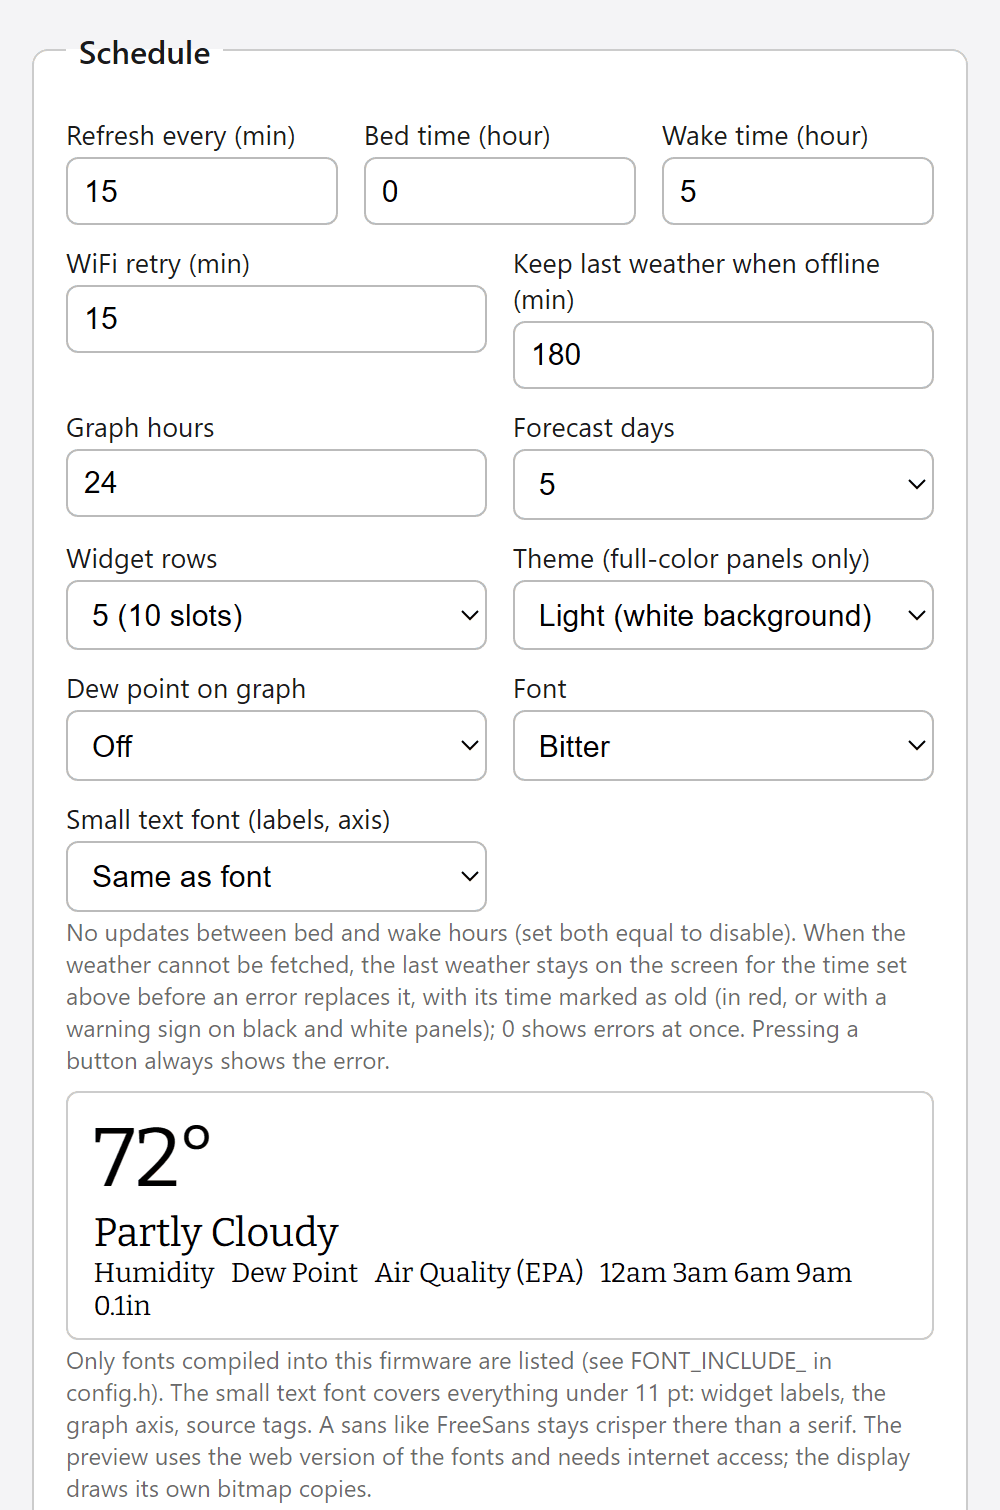 Schedule
Refresh every (min)
Bed time (hour)
Wake time (hour)
15
0
5
WiFi retry (min)
Keep last weather when offline
(min)
15
180
Graph hours
Forecast days
24
5
Widget rows
Theme (full-color panels only)
5 (10 slots)
Light (white background)
Dew point on graph
Font
Off
Bitter
Small text font (labels, axis)
Same as font
No updates between bed and wake hours (set both equal to disable). When the
weather cannot be fetched, the last weather stays on the screen for the time set
above before an error replaces it, with its time marked as old (in red, or with a
warning sign on black and white panels); 0 shows errors at once. Pressing a
button always shows the error.
72°
Partly Cloudy
Humidity Dew Point Air Quality (EPA) 12am 3am 6am 9am
0.1in
Only fonts compiled into this firmware are listed (see FONT_INCLUDE_ in
config.h). The small text font covers everything under 11 pt: widget labels, the
graph axis, source tags. A sans like FreeSans stays crisper there than a serif. The
preview uses the web version of the fonts and needs internet access; the display
draws its own bitmap copies.